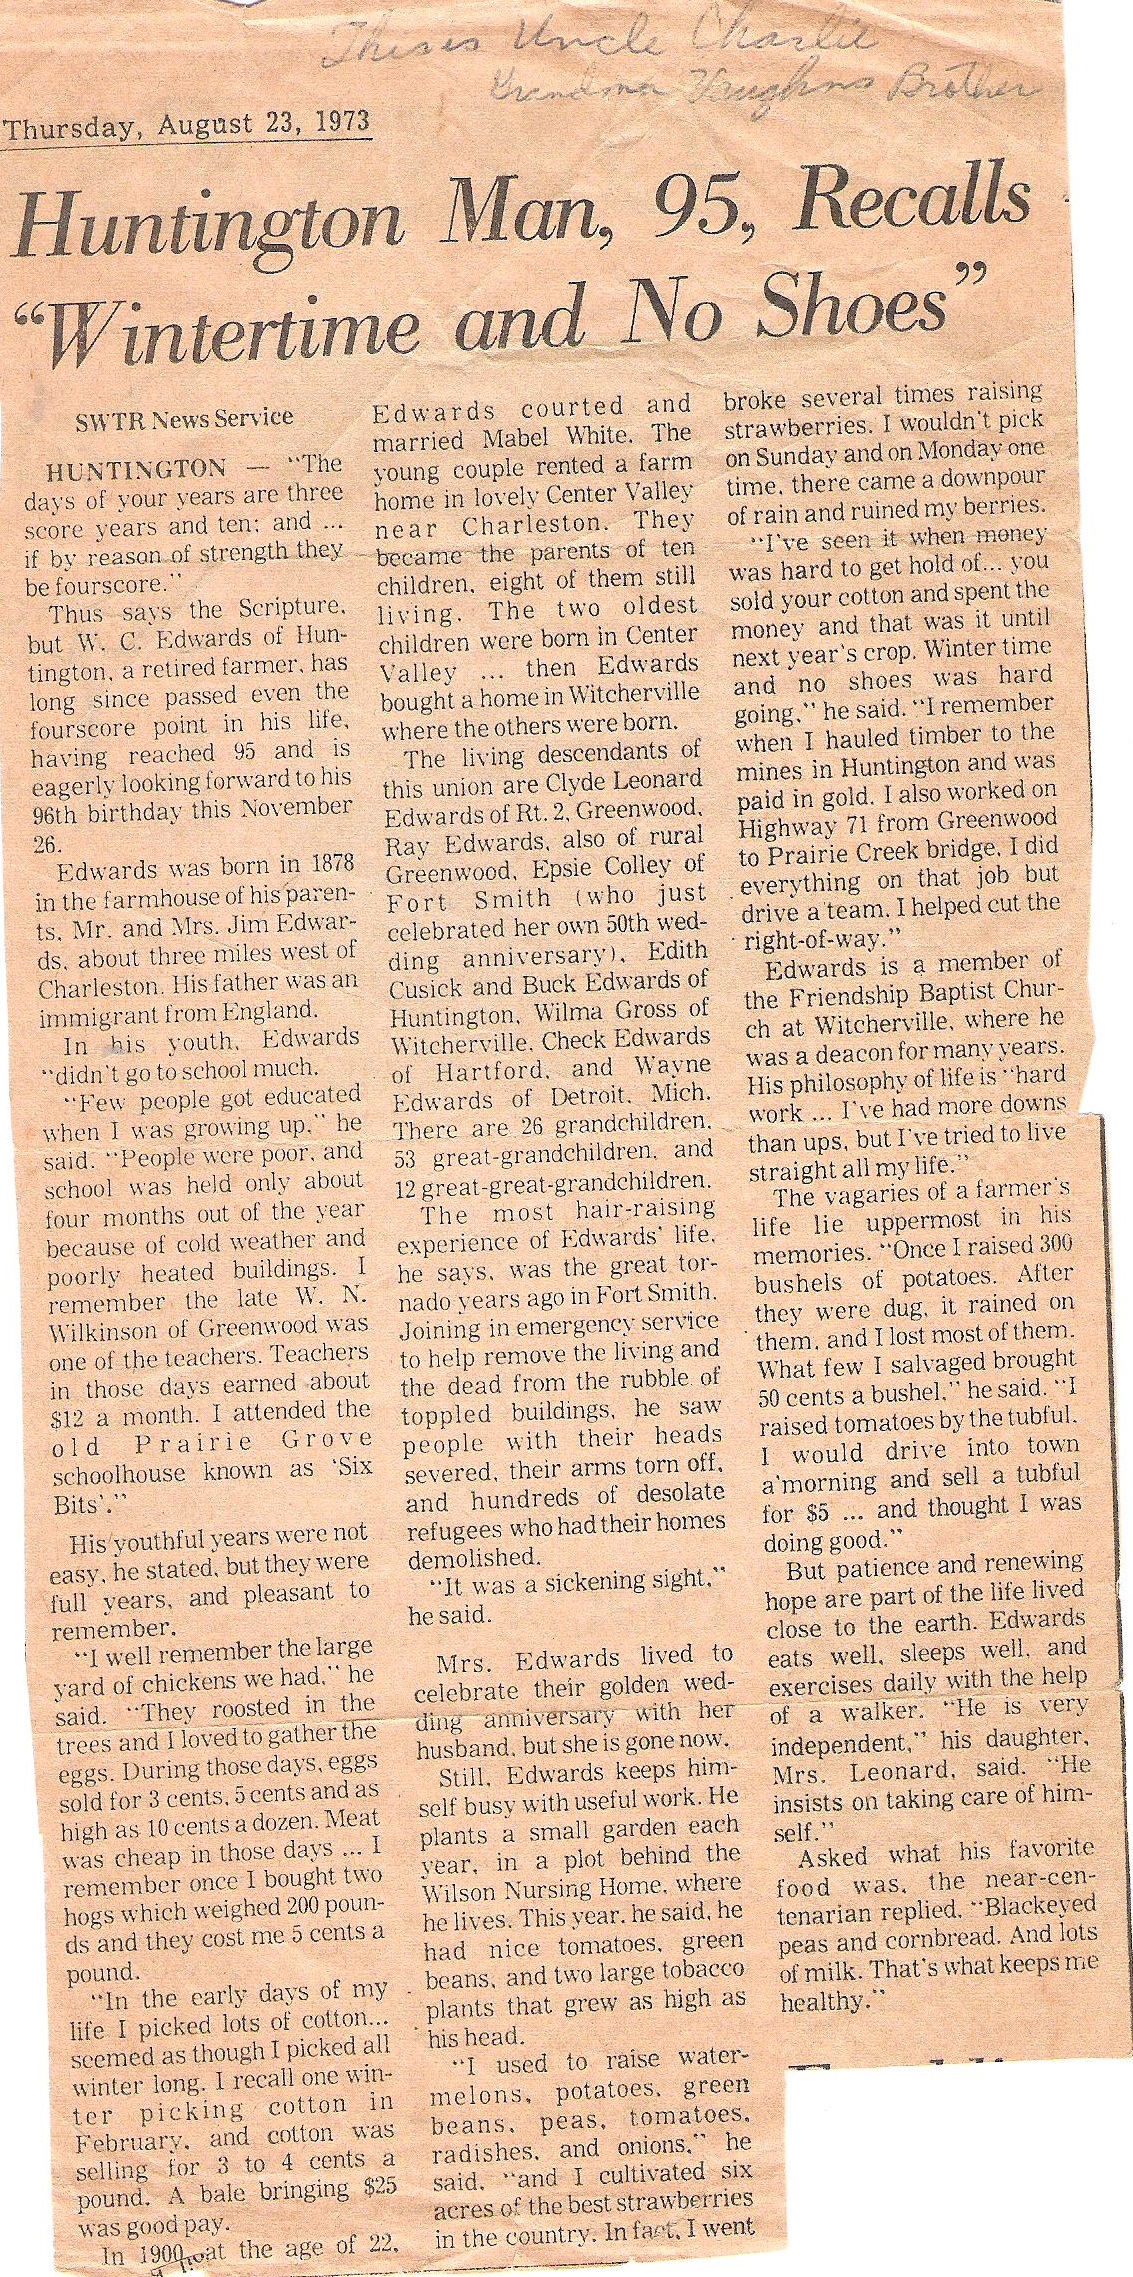 This is Uncle Charlie
Grandma Vaughns Brother
Thursday, August 23, 1973
Huntington Man, 95, Recalls
“Wintertime and No Shoes”
SWTR News Service
HUNTINGTON — “The
days of your years are three
score years and ten; and ...
if by reason of strength they
be fourscore.”
Thus says the Scripture,
but W. C. Edwards of Hun-
tington, a retired farmer, has
long since passed even the
fourscore point in his life,
having reached 95 and is
eagerly looking forward to his
96th birthday this November
26.
Edwards was born in 1878
in the farmhouse of his paren-
ts, Mr. and Mrs. Jim Edwar-
ds, about three miles west of
Charleston. His father was an
immigrant from England.
In his youth, Edwards
“didn't go to school much.
“Few people got educated
when I was growing up,” he
said. “People were poor, and
school was held only about
four months out of the year
because of cold weather and
poorly heated buildings. I
remember the late W. N.
Wilkinson of Greenwood was
one of the teachers. Teachers
in those days earned about
$12 a month. I attended the
old Prairie Grove
schoolhouse known as ‘Six
Bits’.”
His youthful years were not
easy, he stated, but they were
full years, and pleasant to
remember.
“I well remember the large
yard of chickens we had,” he
said. “They roosted in the
trees and I loved to gather the
eggs. During those days, eggs
sold for 3 cents, 5 cents and as
high as 10 cents a dozen. Meat
was cheap in those days ... I
remember once I bought two
hogs which weighed 200 poun-
ds and they cost me 5 cents a
pound.
“In the early days of my
life I picked lots of cotton...
seemed as though I picked all
winter long. I recall one win-
ter picking cotton in
February, and cotton was
selling for 3 to 4 cents a
pound. A bale bringing $25
was good pay.
In 1900, at the age of 22,
Edwards courted and
married Mabel White. The
young couple rented a farm
home in lovely Center Valley
near Charleston. They
became the parents of ten
children, eight of them still
living. The two oldest
children were born in Center
Valley ... then Edwards
bought a home in Witcherville
where the others were born.
The living descendants of
this union are Clyde Leonard
Edwards of Rt. 2, Greenwood,
Ray Edwards, also of rural
Greenwood, Epsie Colley of
Fort Smith (who just
celebrated her own 50th wed-
ding anniversary), Edith
Cusick and Buck Edwards of
Huntington, Wilma Gross of
Witcherville, Check Edwards
of Hartford, and Wayne
Edwards of Detroit, Mich.
There are 26 grandchildren,
53 great-grandchildren, and
12 great-great-grandchildren.
The most hair-raising
experience of Edwards' life,
he says, was the great tor-
nado years ago in Fort Smith.
Joining in emergency service
to help remove the living and
the dead from the rubble of
toppled buildings, he saw
people with their heads
severed, their arms torn off,
and hundreds of desolate
refugees who had their homes
demolished.
“It was a sickening sight,”
he said.
Mrs. Edwards lived to
celebrate their golden wed-
ding anniversary with her
husband, but she is gone now.
Still, Edwards keeps him-
self busy with useful work. He
plants a small garden each
year, in a plot behind the
Wilson Nursing Home, where
he lives. This year, he said, he
had nice tomatoes, green
beans, and two large tobacco
plants that grew as high as
his head.
“I used to raise water-
melons, potatoes, green
beans, peas, tomatoes,
radishes, and onions,” he
said, “and I cultivated six
acres of the best strawberries
in the country. In fact, I went
broke several times raising
strawberries. I wouldn't pick
on Sunday and on Monday one
time, there came a downpour
of rain and ruined my berries.
“I've seen it when money
was hard to get hold of... you
sold your cotton and spent the
money and that was it until
next year's crop. Winter time
and no shoes was hard
going,” he said. “I remember
when I hauled timber to the
mines in Huntington and was
paid in gold. I also worked on
Highway 71 from Greenwood
to Prairie Creek bridge. I did
everything on that job but
drive a team. I helped cut the
right-of-way.”
Edwards is a member of
the Friendship Baptist Chur-
ch at Witcherville, where he
was a deacon for many years.
His philosophy of life is “hard
work ... I've had more downs
than ups, but I've tried to live
straight all my life.”
The vagaries of a farmer's
life lie uppermost in his
memories. “Once I raised 300
bushels of potatoes. After
they were dug, it rained on
them, and I lost most of them.
What few I salvaged brought
50 cents a bushel,” he said. “I
raised tomatoes by the tubful.
I would drive into town
a'morning and sell a tubful
for $5 ... and thought I was
doing good.”
But patience and renewing
hope are part of the life lived
close to the earth. Edwards
eats well, sleeps well, and
exercises daily with the help
of a walker. “He is very
independent,” his daughter,
Mrs. Leonard, said. “He
insists on taking care of him-
self.”
Asked what his favorite
food was, the near-cen-
tenarian replied, “Blackeyed
peas and cornbread. And lots
of milk. That's what keeps me
healthy.”